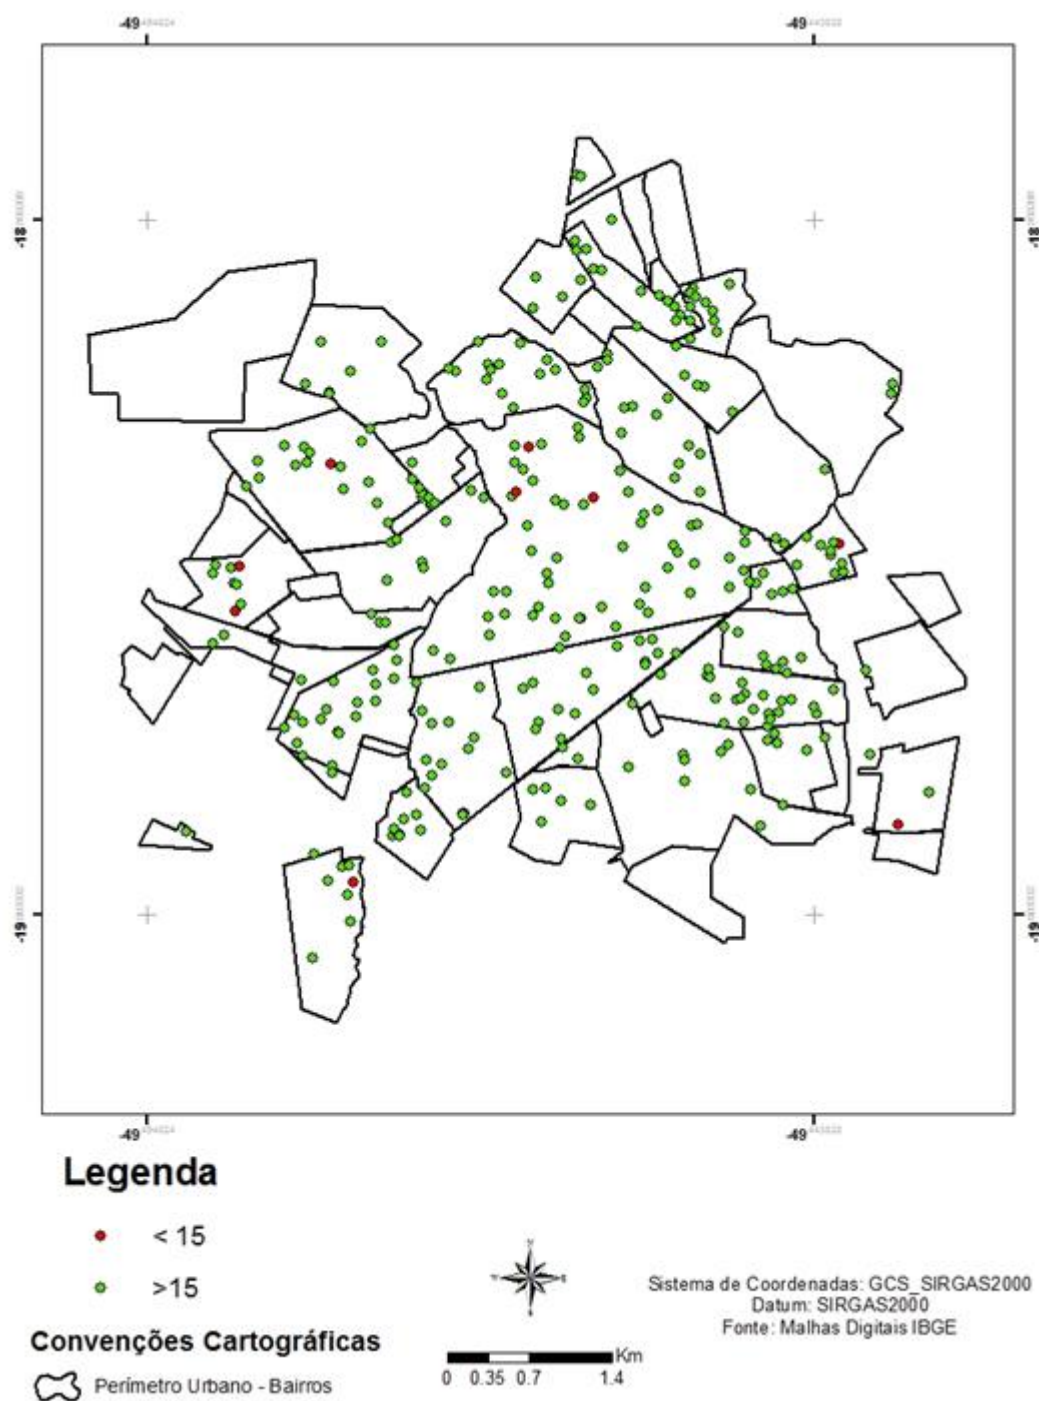 -49
-49
-18
-18
-19
-19
-49
-49
Legenda
< 15
>15
Convenções Cartográficas
Perímetro Urbano - Bairros
Km
0 0.35 0.7 1.4
Sistema de Coordenadas: GCS_SIRGAS2000
Datum: SIRGAS2000
Fonte: Malhas Digitais IBGE